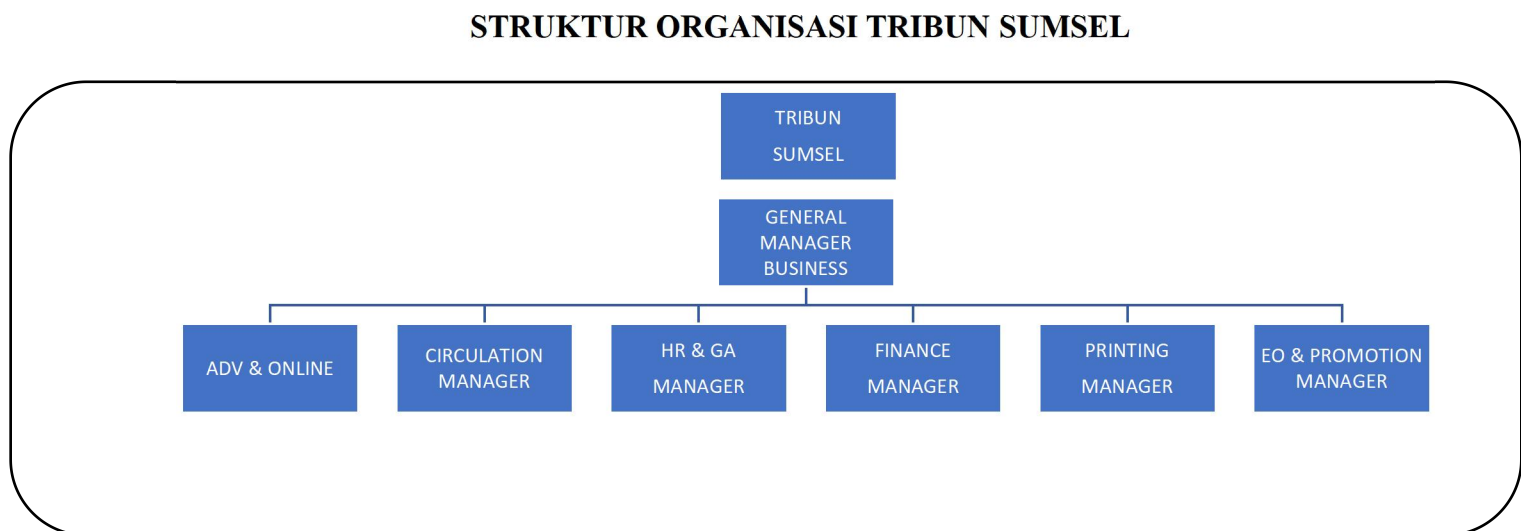 STRUKTUR ORGANISASI TRIBUN SUMSEL
TRIBUN
SUMSEL
GENERAL
MANAGER
BUSINESS
ADV & ONLINE
CIRCULATION
MANAGER
HR & GA
MANAGER
FINANCE
MANAGER
PRINTING
MANAGER
EO & PROMOTION
MANAGER